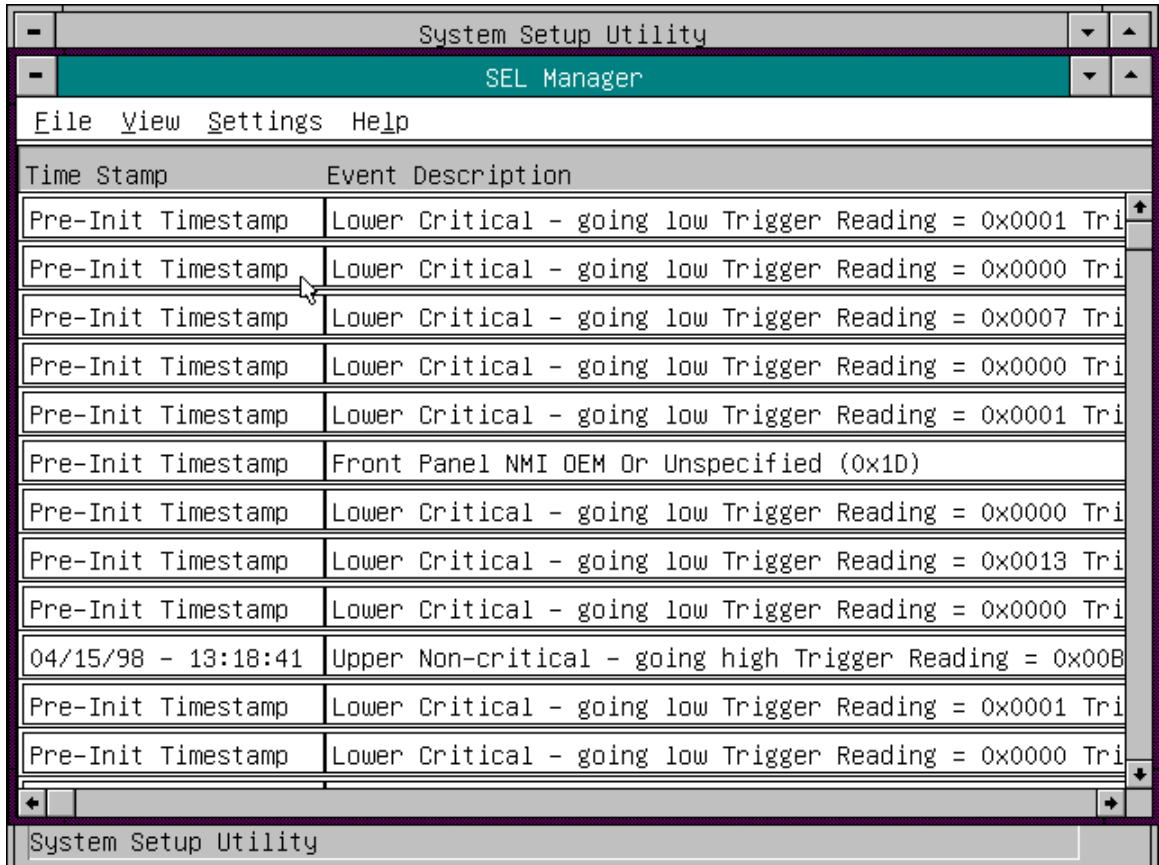 System Setup Utility
SEL Manager
File View Settings Help
Time Stamp Event Description
Pre-Init Timestamp Lower Critical - going low Trigger Reading = 0x0001 Tri
Pre-Init Timestamp Lower Critical - going low Trigger Reading = 0x0000 Tri
Pre-Init Timestamp Lower Critical - going low Trigger Reading = 0x0007 Tri
Pre-Init Timestamp Lower Critical - going low Trigger Reading = 0x0000 Tri
Pre-Init Timestamp Lower Critical - going low Trigger Reading = 0x0001 Tri
Pre-Init Timestamp Front Panel NMI OEM Or Unspecified (0x1D)
Pre-Init Timestamp Lower Critical - going low Trigger Reading = 0x0000 Tri
Pre-Init Timestamp Lower Critical - going low Trigger Reading = 0x0013 Tri
Pre-Init Timestamp Lower Critical - going low Trigger Reading = 0x0000 Tri
04/15/98 - 13:18:41 Upper Non-critical - going high Trigger Reading = 0x00B
Pre-Init Timestamp Lower Critical - going low Trigger Reading = 0x0001 Tri
Pre-Init Timestamp Lower Critical - going low Trigger Reading = 0x0000 Tri
System Setup Utility